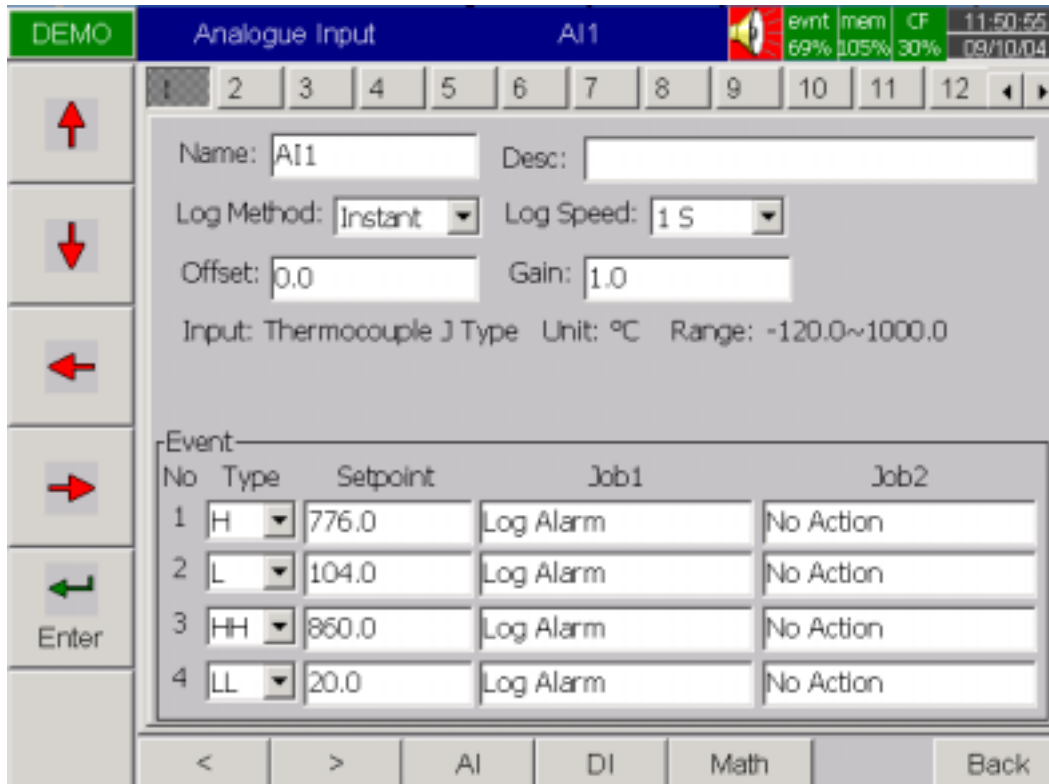 DEMO Analogue Input AI1 evnt 69% mem 105% CF 30% 11:50:55 09/10/04
1 2 3 4 5 6 7 8 9 10 11 12
Name: AI1 Desc:
Log Method: Instant Log Speed: 1 S
Offset: 0.0 Gain: 1.0
Input: Thermocouple J Type Unit: °C Range: -120.0~1000.0
Event
No Type Setpoint Job1 Job2
1 H 776.0 Log Alarm No Action
2 L 104.0 Log Alarm No Action
3 HH 860.0 Log Alarm No Action
4 LL 20.0 Log Alarm No Action
Enter
< > AI DI Math Back